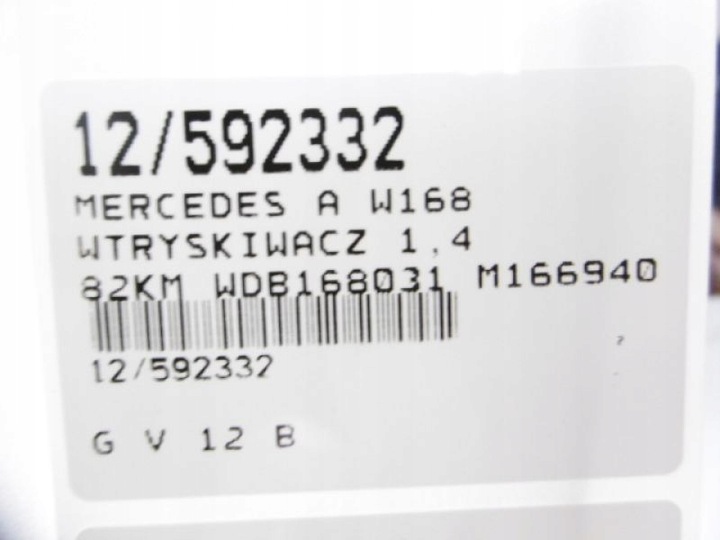 12/592332
MERCEDES A W168
WTRYSKIWACZ 1,4
82KM WDB168031 M166940
12/592332
G V 12 B